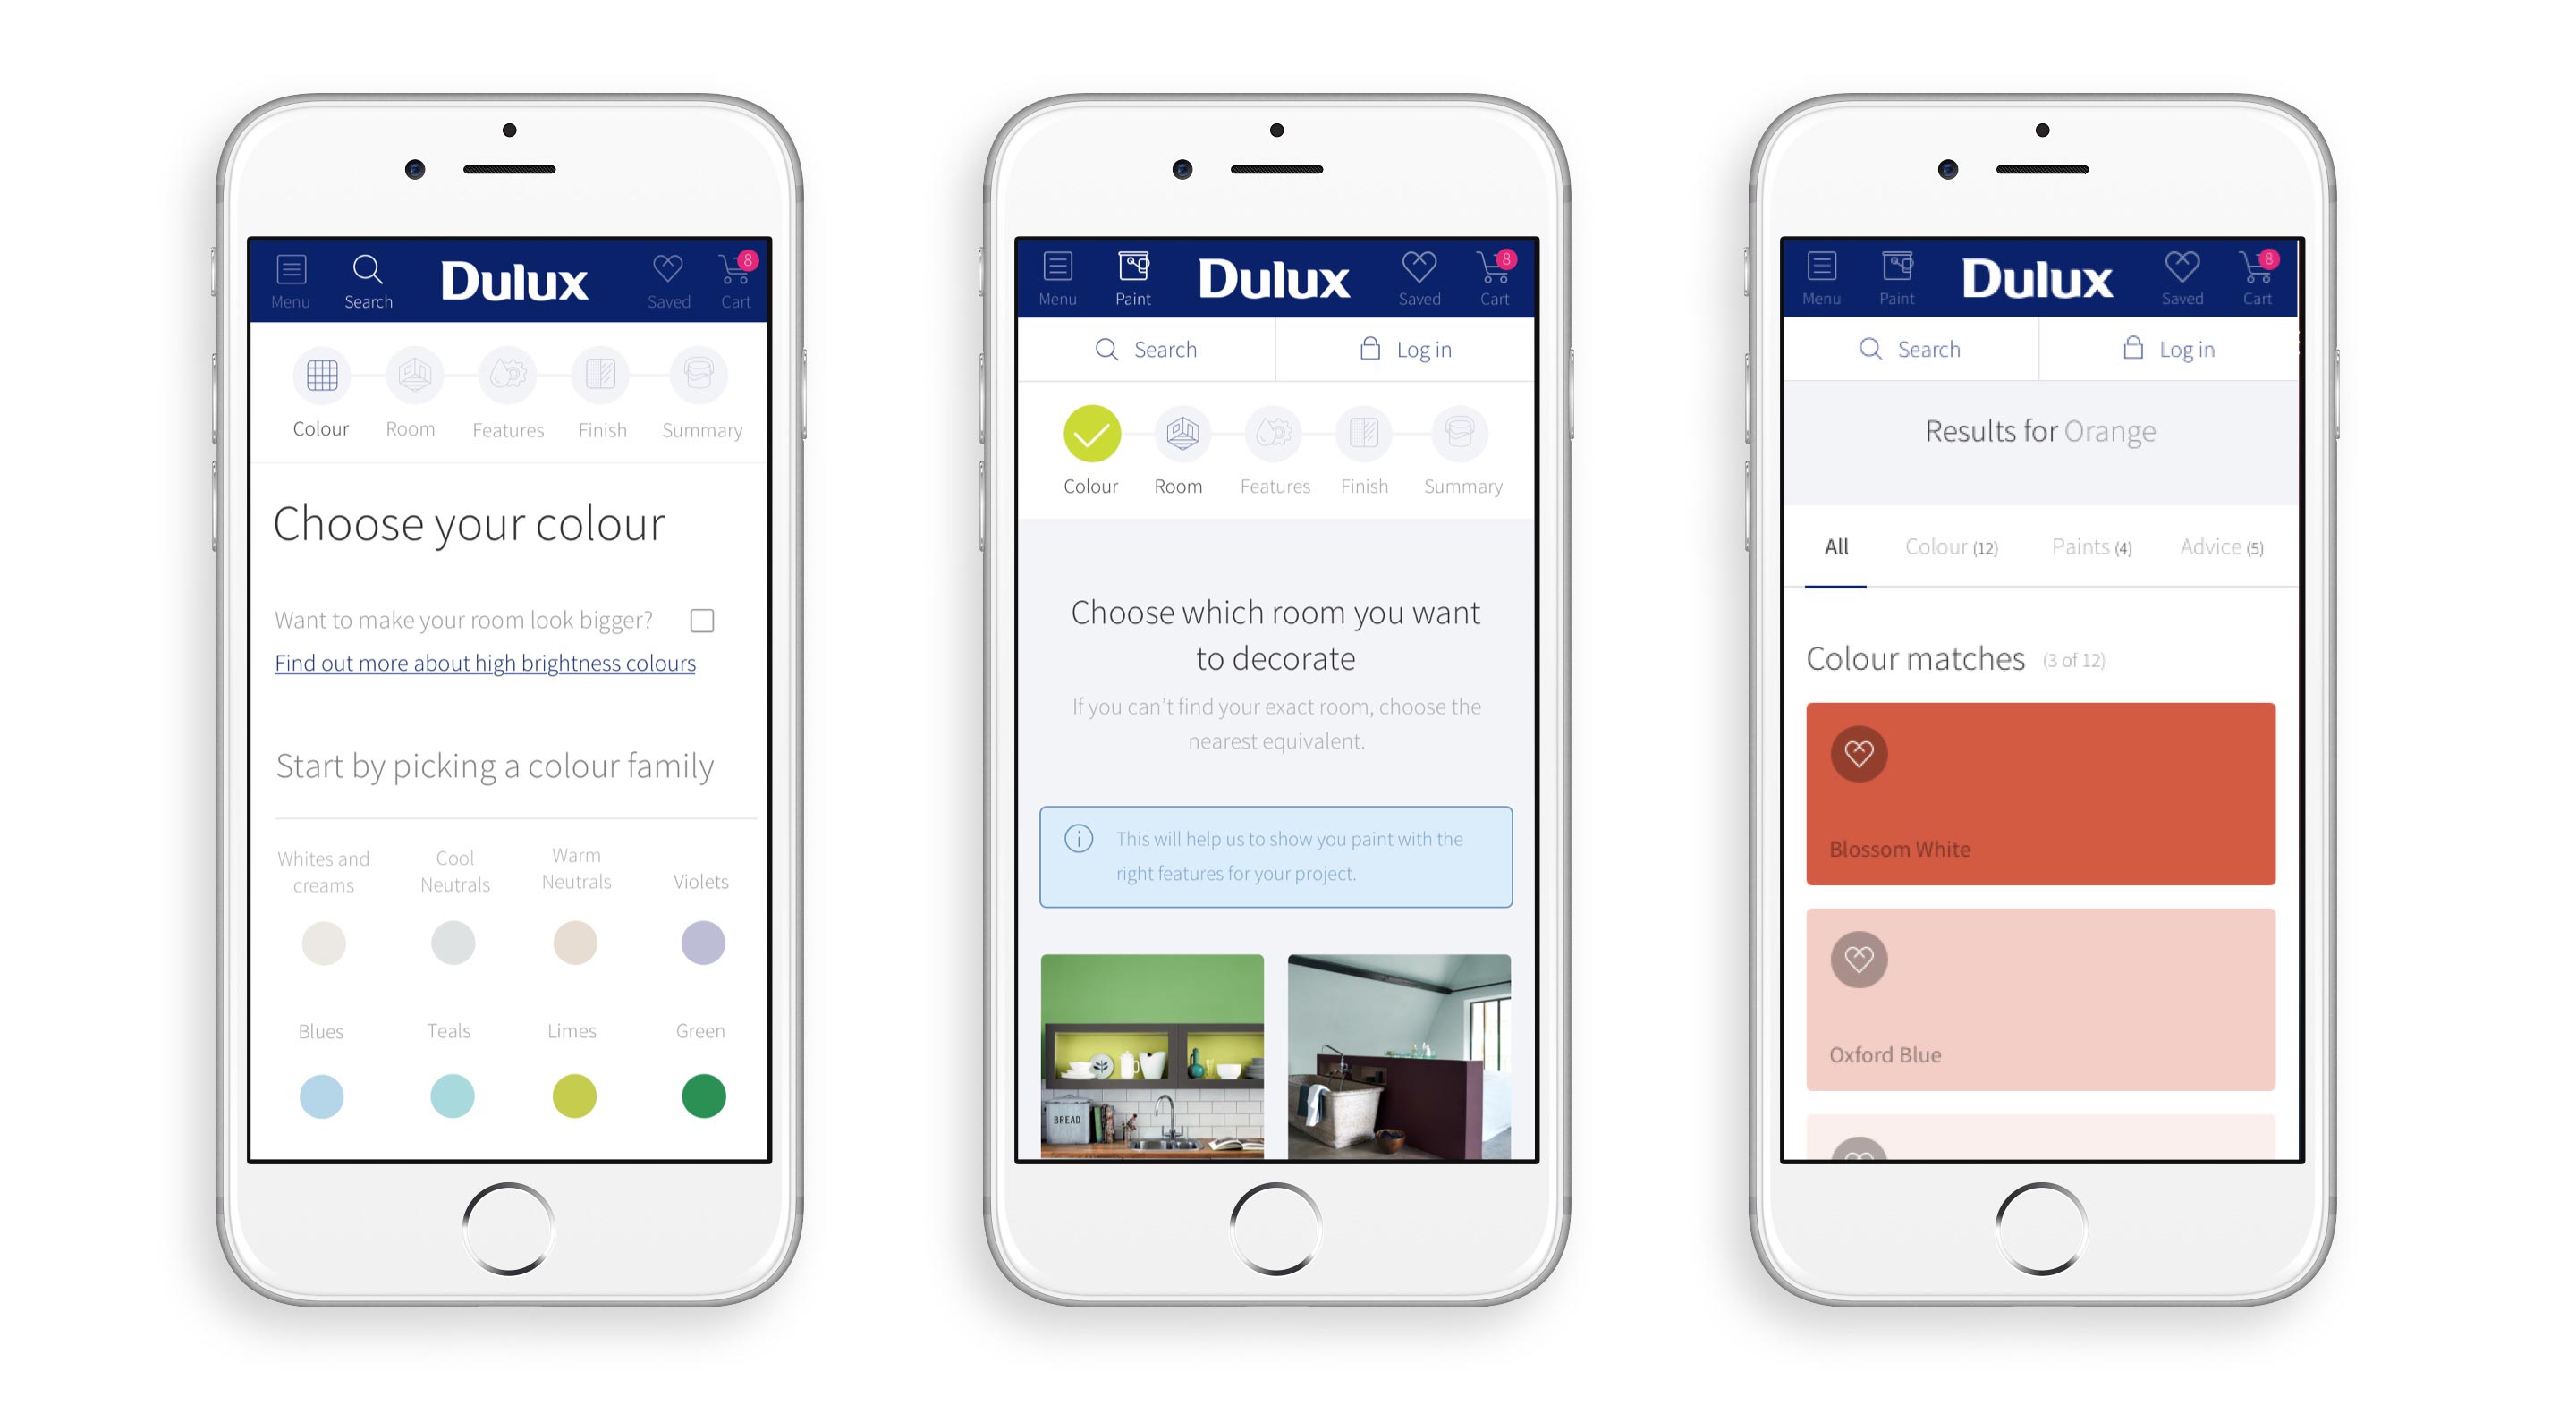 Menu
Search
Dulux
Saved
8
Cart
Colour
Room
Features
Finish
Summary
Choose your colour
Want to make your room look bigger?
Find out more about high brightness colours
Start by picking a colour family
Whites and
creams
Cool
Neutrals
Warm
Neutrals
Violets
Blues
Teals
Limes
Green
Menu
Paint
Dulux
Saved
8
Cart
Search
Log in
Colour
Room
Features
Finish
Summary
Choose which room you want
to decorate
If you can't find your exact room, choose the
nearest equivalent.
This will help us to show you paint with the
right features for your project.
BREAD
Menu
Paint
Dulux
Saved
8
Cart
Search
Log in
Results for Orange
All
Colour (12)
Paints (4)
Advice (5)
Colour matches (3 of 12)
Blossom White
Oxford Blue